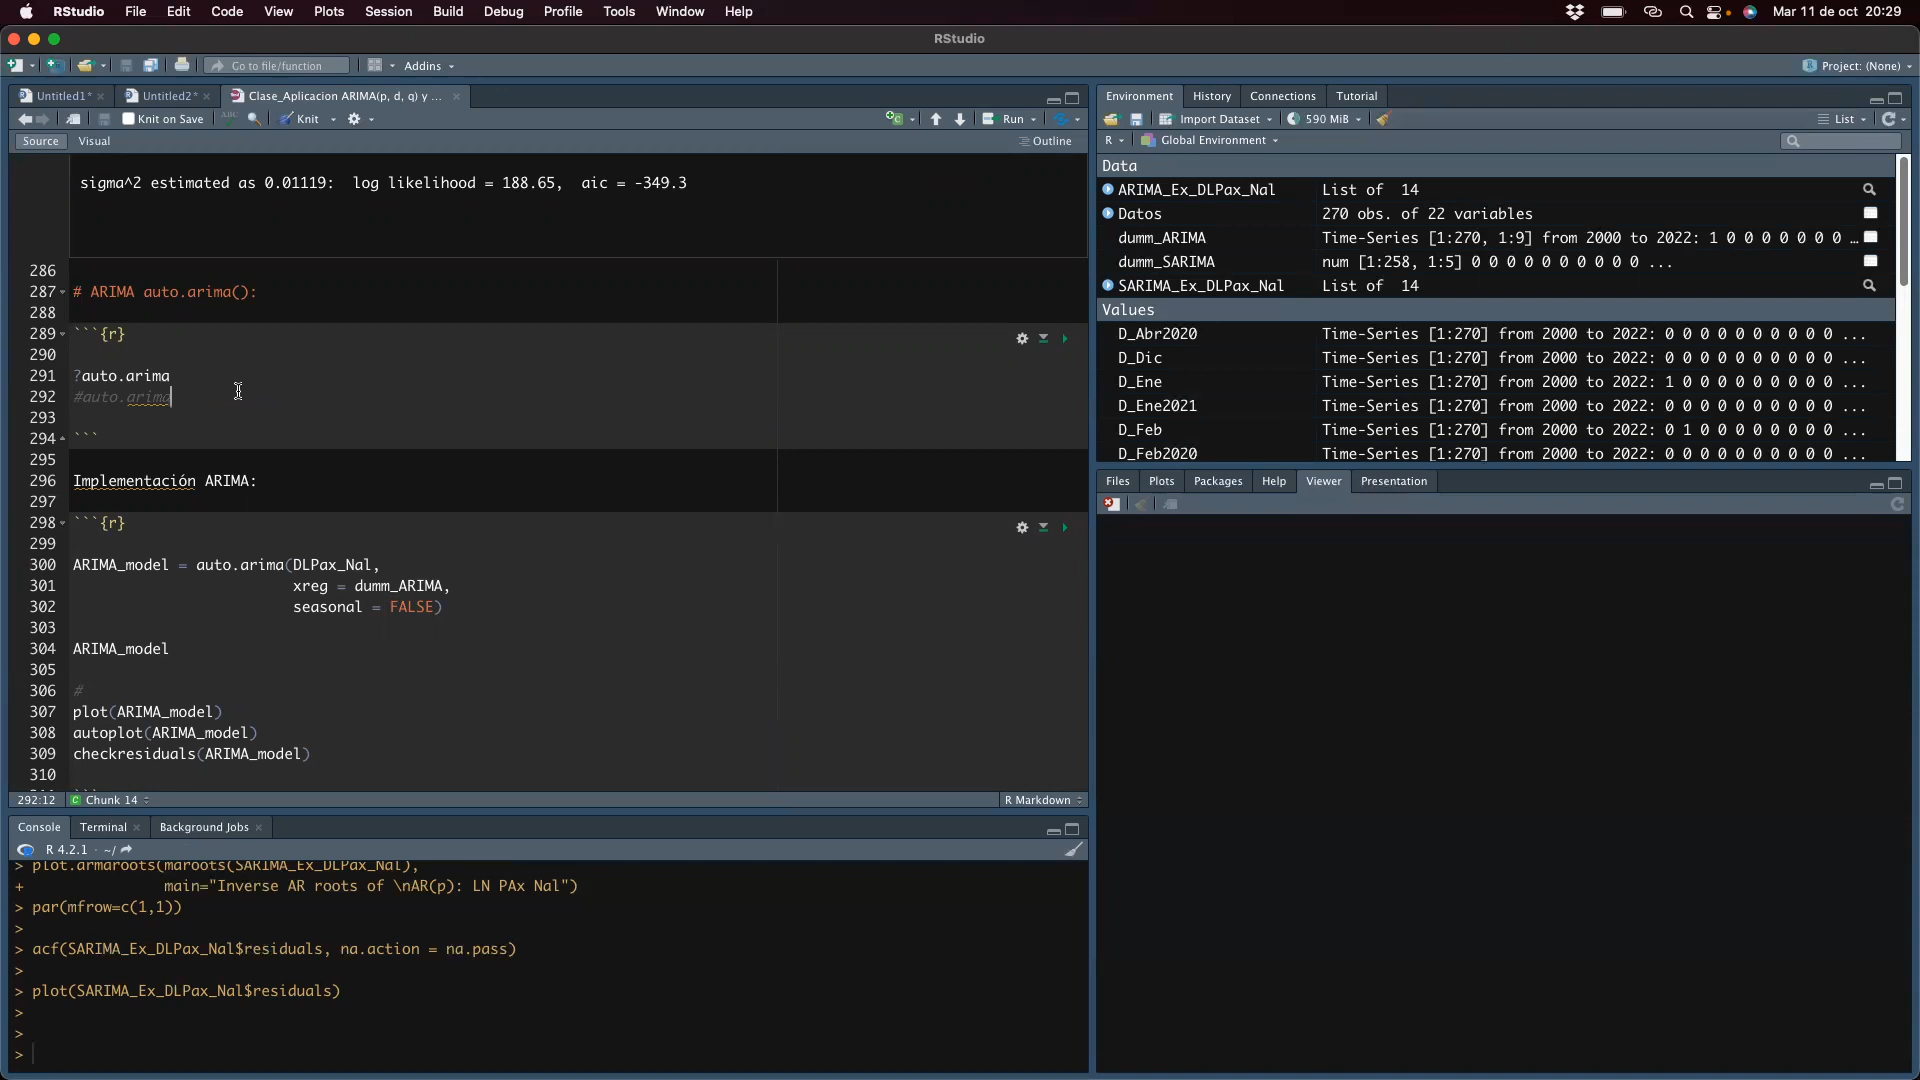 RStudio File Edit Code View Plots Session Build Debug Profile Tools Window Help Mar 11 de oct 20:29
RStudio
Go to file/function Addins Project: (None)
Untitled1* Untitled2* Clase_Aplicacion ARIMA(p, d, q) y ...
Knit on Save ABC Knit Run
Source Visual Outline
sigma^2 estimated as 0.01119: log likelihood = 188.65, aic = -349.3
286
287 # ARIMA auto.arima():
288
289 ```{r}
290
291 ?auto.arima
292 #auto.arima
293
294 ```
295
296 Implementación ARIMA:
297
298 ```{r}
299
300 ARIMA_model = auto.arima(DLPax_Nal,
301 xreg = dumm_ARIMA,
302 seasonal = FALSE)
303
304 ARIMA_model
305
306 #
307 plot(ARIMA_model)
308 autoplot(ARIMA_model)
309 checkresiduals(ARIMA_model)
310
292:12 Chunk 14 R Markdown
Console Terminal Background Jobs
R 4.2.1 · ~/
> plot.armaroots(maroots(SARIMA_Ex_DLPax_Nal),
+ main="Inverse AR roots of \nAR(p): LN PAx Nal")
> par(mfrow=c(1,1))
>
> acf(SARIMA_Ex_DLPax_Nal$residuals, na.action = na.pass)
>
> plot(SARIMA_Ex_DLPax_Nal$residuals)
>
>
>
Environment History Connections Tutorial
Import Dataset 590 MiB List
R Global Environment
Data
ARIMA_Ex_DLPax_Nal List of 14
Datos 270 obs. of 22 variables
dumm_ARIMA Time-Series [1:270, 1:9] from 2000 to 2022: 1 0 0 0 0 0 0 0 …
dumm_SARIMA num [1:258, 1:5] 0 0 0 0 0 0 0 0 0 0 ...
SARIMA_Ex_DLPax_Nal List of 14
Values
D_Abr2020 Time-Series [1:270] from 2000 to 2022: 0 0 0 0 0 0 0 0 0 0 ...
D_Dic Time-Series [1:270] from 2000 to 2022: 0 0 0 0 0 0 0 0 0 0 ...
D_Ene Time-Series [1:270] from 2000 to 2022: 1 0 0 0 0 0 0 0 0 0 ...
D_Ene2021 Time-Series [1:270] from 2000 to 2022: 0 0 0 0 0 0 0 0 0 0 ...
D_Feb Time-Series [1:270] from 2000 to 2022: 0 1 0 0 0 0 0 0 0 0 ...
D_Feb2020 Time-Series [1:270] from 2000 to 2022: 0 0 0 0 0 0 0 0 0 0 ...
Files Plots Packages Help Viewer Presentation